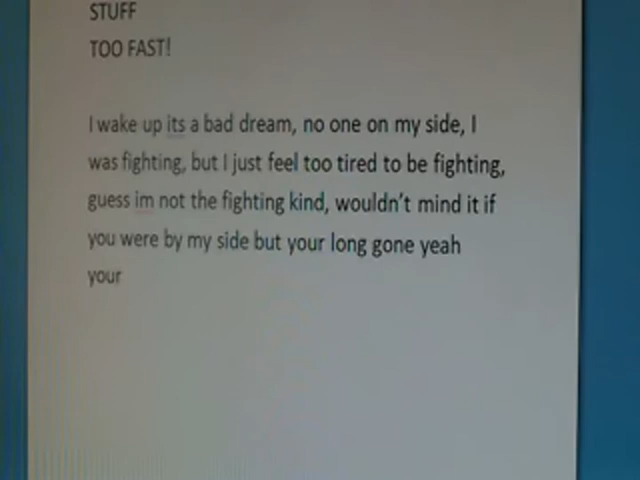 STUFF
TOO FAST!
I wake up its a bad dream, no one on my side, I
was fighting, but I just feel too tired to be fighting,
guess im not the fighting kind, wouldn't mind it if
you were by my side but your long gone yeah
your